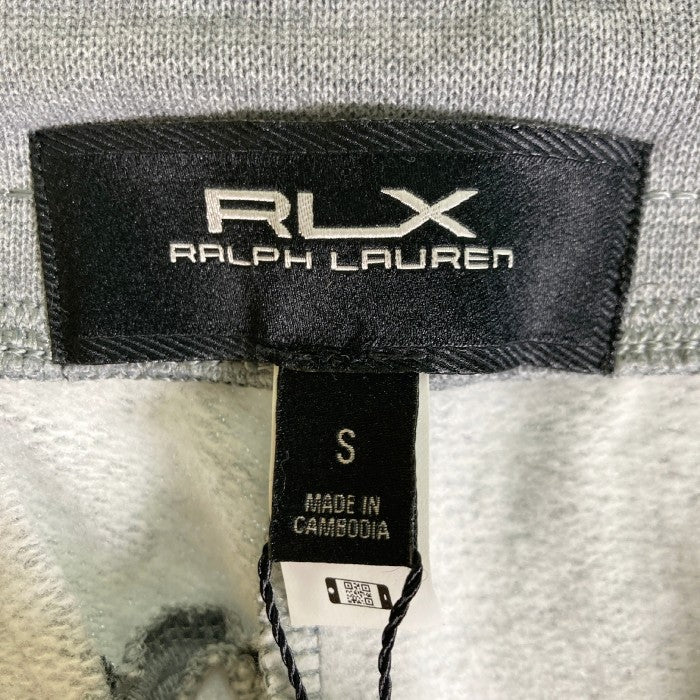 RLX
RALPH LAUREN
S
MADE IN
CAMBODIA